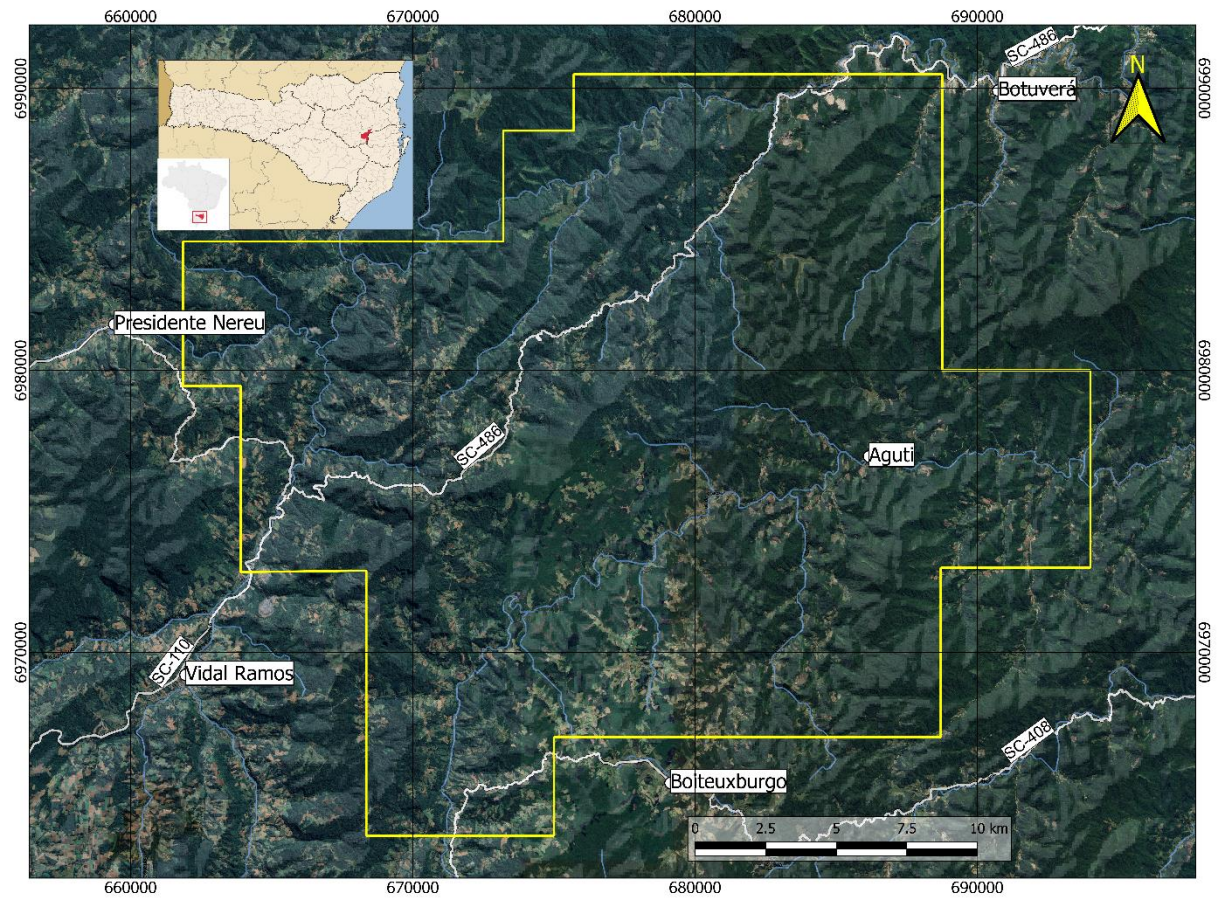 660000
670000
680000
690000
SC-486
N
6990000
6990000
Botuverá
Presidente Nereu
6980000
6980000
SC-486
Aguti
6970000
6970000
SC-110
Vidal Ramos
SC-408
Boiteuxburgo
0 2.5 5 7.5 10 km
660000
670000
680000
690000